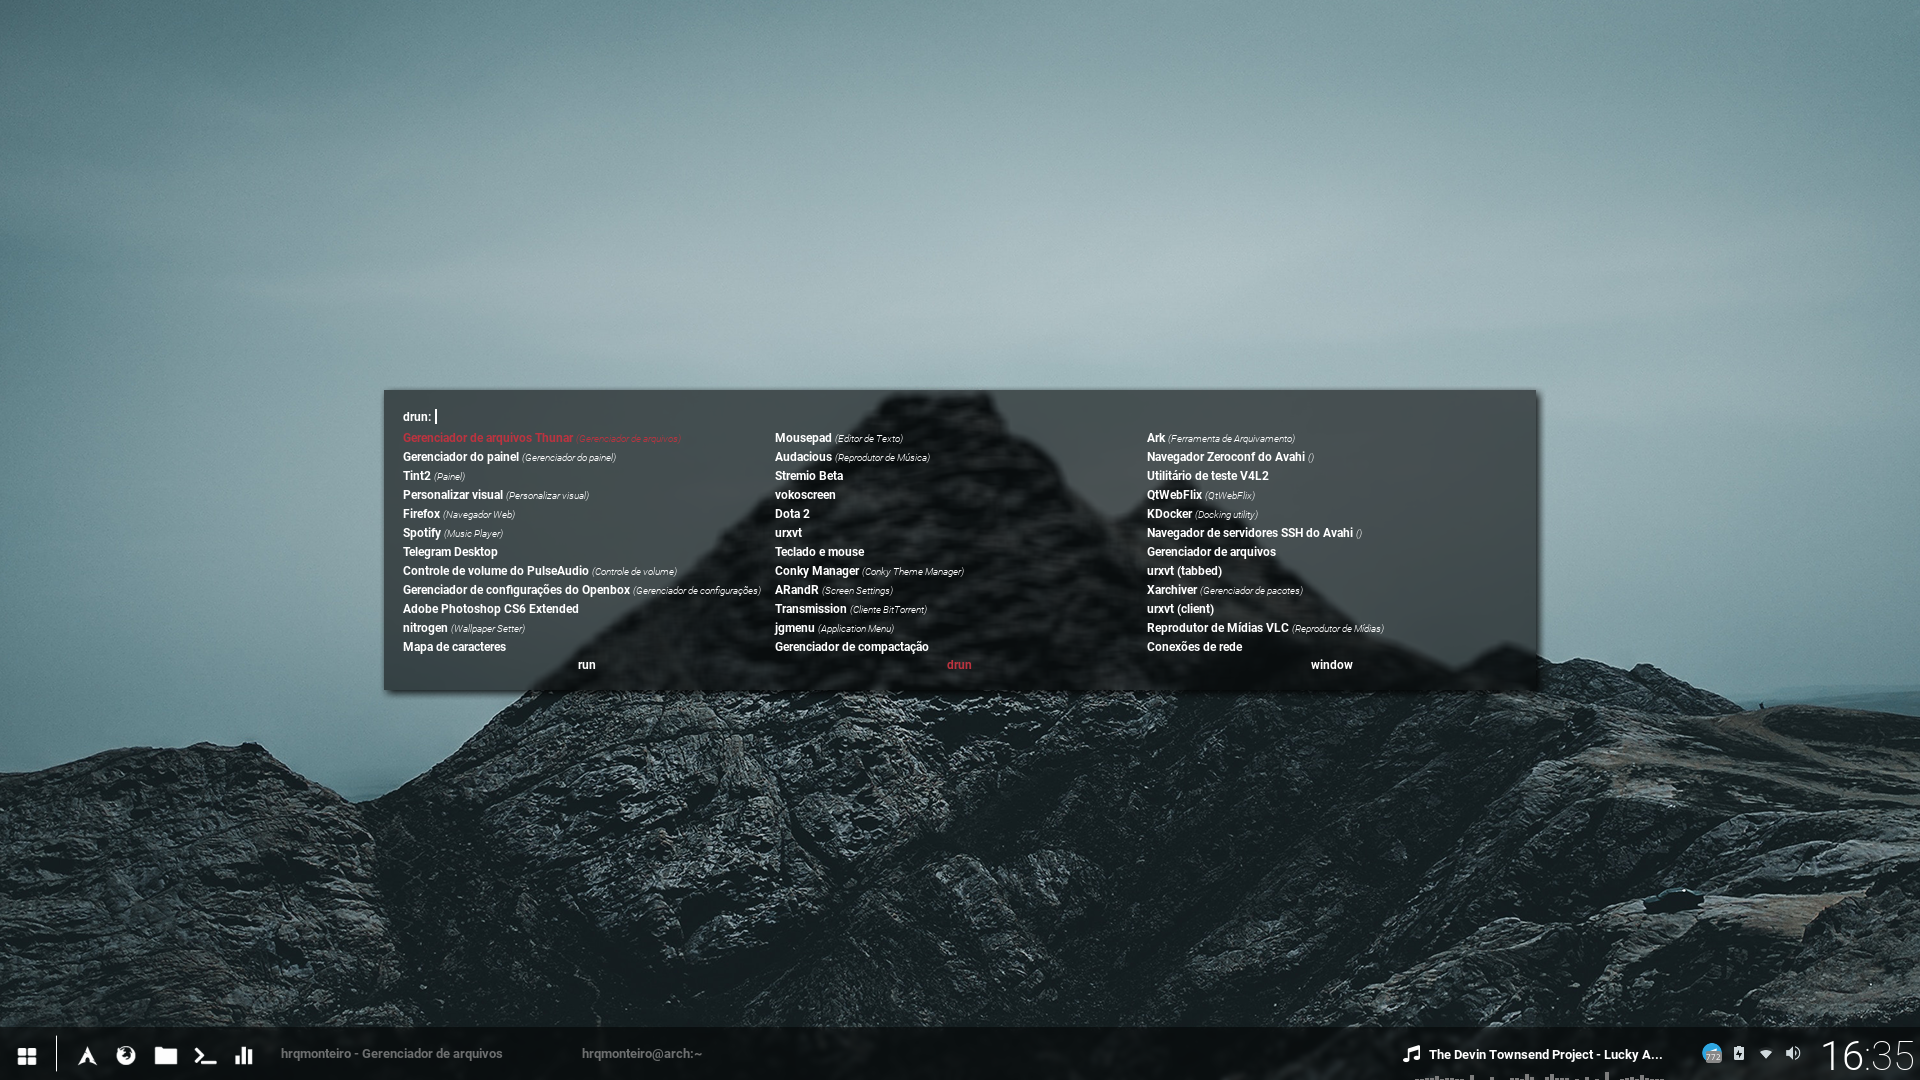 drun:
Gerenciador de arquivos Thunar (Gerenciador de arquivos)
Gerenciador do painel (Gerenciador do painel)
Tint2 (Painel)
Personalizar visual (Personalizar visual)
Firefox (Navegador Web)
Spotify (Music Player)
Telegram Desktop
Controle de volume do PulseAudio (Controle de volume)
Gerenciador de configurações do Openbox (Gerenciador de configurações)
Adobe Photoshop CS6 Extended
nitrogen (Wallpaper Setter)
Mapa de caracteres
Mousepad (Editor de Texto)
Audacious (Reprodutor de Música)
Stremio Beta
vokoscreen
Dota 2
urxvt
Teclado e mouse
Conky Manager (Conky Theme Manager)
ARandR (Screen Settings)
Transmission (Cliente BitTorrent)
jgmenu (Application Menu)
Gerenciador de compactação
Ark (Ferramenta de Arquivamento)
Navegador Zeroconf do Avahi ()
Utilitário de teste V4L2
QtWebFlix (QtWebFlix)
KDocker (Docking utility)
Navegador de servidores SSH do Avahi ()
Gerenciador de arquivos
urxvt (tabbed)
Xarchiver (Gerenciador de pacotes)
urxvt (client)
Reprodutor de Mídias VLC (Reprodutor de Mídias)
Conexões de rede
run
drun
window
hrqmonteiro - Gerenciador de arquivos
hrqmonteiro@arch:~
The Devin Townsend Project - Lucky A...
772
16:35